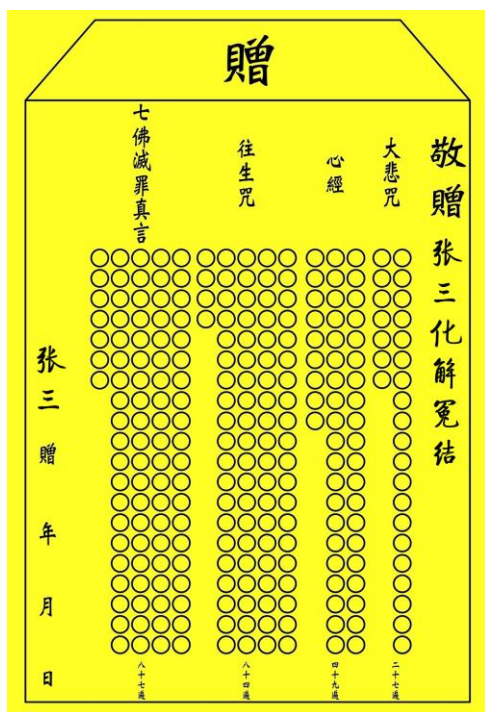 贈
敬贈张三化解冤结
大悲咒
二十七遍
心經
四十九遍
往生咒
八十四遍
七佛滅罪真言
八十七遍
张三 贈 年 月 日